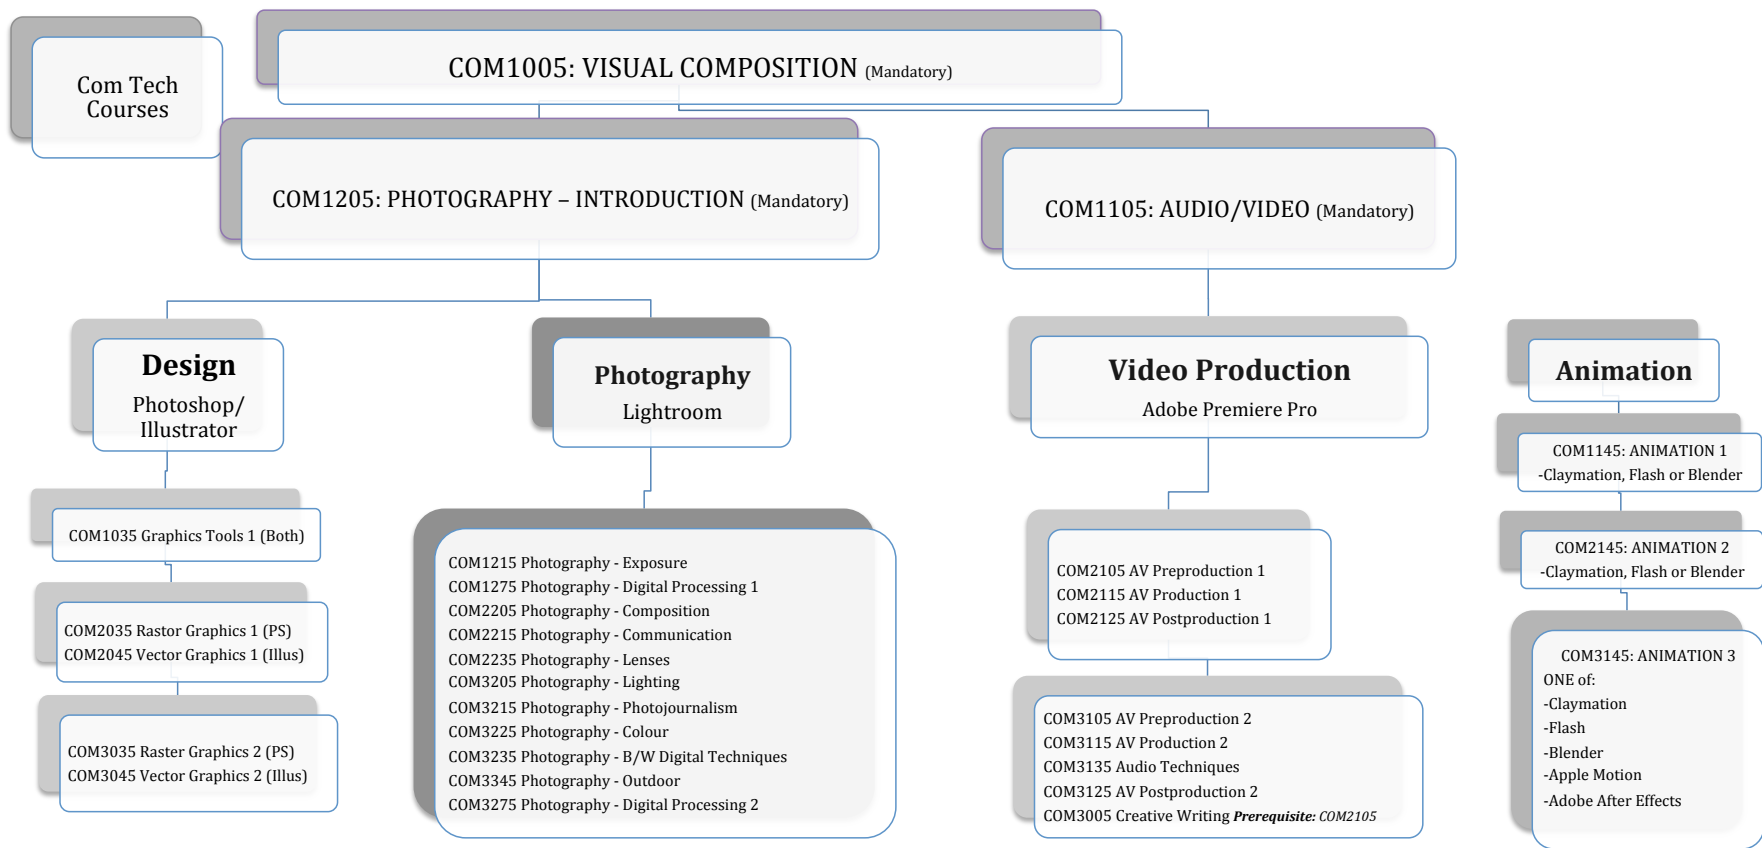 Com Tech
Courses
COM1005: VISUAL COMPOSITION (Mandatory)
COM1205: PHOTOGRAPHY – INTRODUCTION (Mandatory)
COM1105: AUDIO/VIDEO (Mandatory)
Design
Photoshop/
Illustrator
COM1035 Graphics Tools 1 (Both)
COM2035 Rastor Graphics 1 (PS)
COM2045 Vector Graphics 1 (Illus)
COM3035 Raster Graphics 2 (PS)
COM3045 Vector Graphics 2 (Illus)
Photography
Lightroom
COM1215 Photography - Exposure
COM1275 Photography - Digital Processing 1
COM2205 Photography - Composition
COM2215 Photography - Communication
COM2235 Photography - Lenses
COM3205 Photography - Lighting
COM3215 Photography - Photojournalism
COM3225 Photography - Colour
COM3235 Photography - B/W Digital Techniques
COM3345 Photography - Outdoor
COM3275 Photography - Digital Processing 2
Video Production
Adobe Premiere Pro
COM2105 AV Preproduction 1
COM2115 AV Production 1
COM2125 AV Postproduction 1
COM3105 AV Preproduction 2
COM3115 AV Production 2
COM3135 Audio Techniques
COM3125 AV Postproduction 2
COM3005 Creative Writing Prerequisite: COM2105
Animation
COM1145: ANIMATION 1
-Claymation, Flash or Blender
COM2145: ANIMATION 2
-Claymation, Flash or Blender
COM3145: ANIMATION 3
ONE of:
-Claymation
-Flash
-Blender
-Apple Motion
-Adobe After Effects